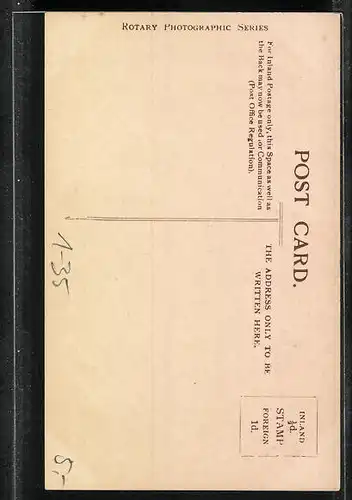 ROTARY PHOTOGRAPHIC SERIES
POST CARD.
For Inland Postage only, this Space as well as
the Back may now be used for Communication
(Post Office Regulation).
THE ADDRESS ONLY TO BE
WRITTEN HERE.
INLAND
½d.
STAMP
FOREIGN
1d.
1-35
5,-